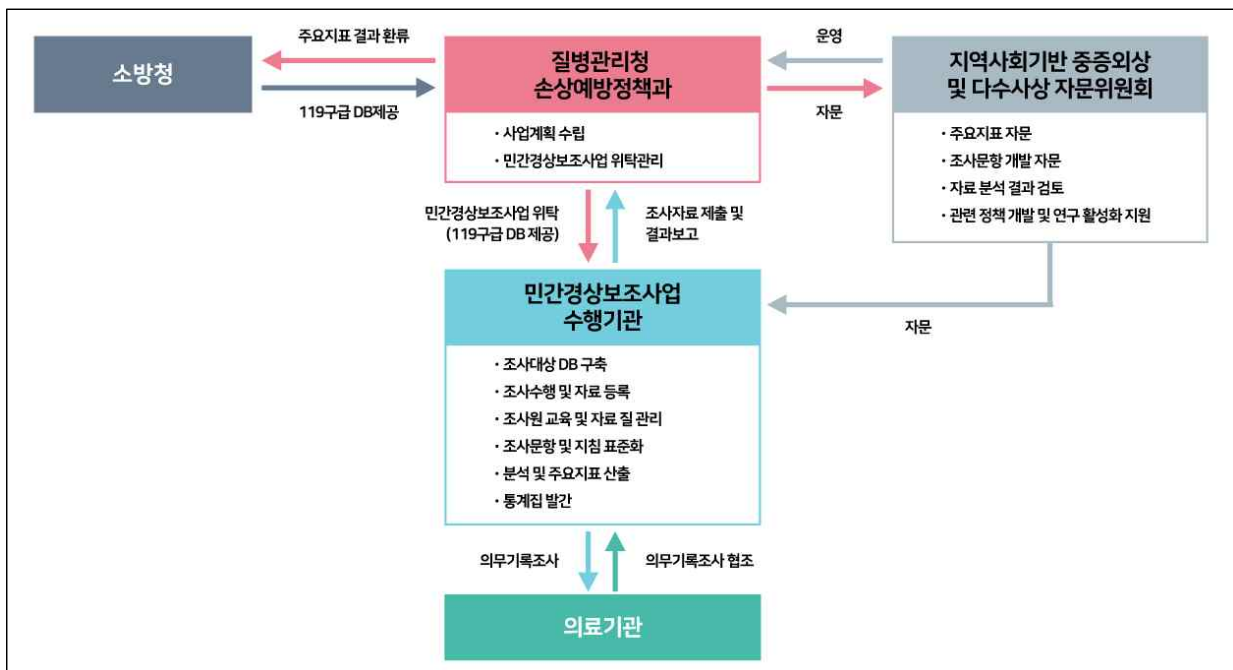 주요지표 결과 환류
소방청
119구급 DB제공
질병관리청
손상예방정책과
· 사업계획 수립
· 민간경상보조사업 위탁관리
운영
자문
지역사회기반 중증외상
및 다수사상 자문위원회
· 주요지표 자문
· 조사문항 개발 자문
· 자료 분석 결과 검토
· 관련 정책 개발 및 연구 활성화 지원
민간경상보조사업 위탁
(119구급 DB 제공)
조사자료 제출 및
결과보고
민간경상보조사업
수행기관
자문
· 조사대상 DB 구축
· 조사수행 및 자료 등록
· 조사원 교육 및 자료 질 관리
· 조사문항 및 지침 표준화
· 분석 및 주요지표 산출
· 통계집 발간
의무기록조사
의무기록조사 협조
의료기관